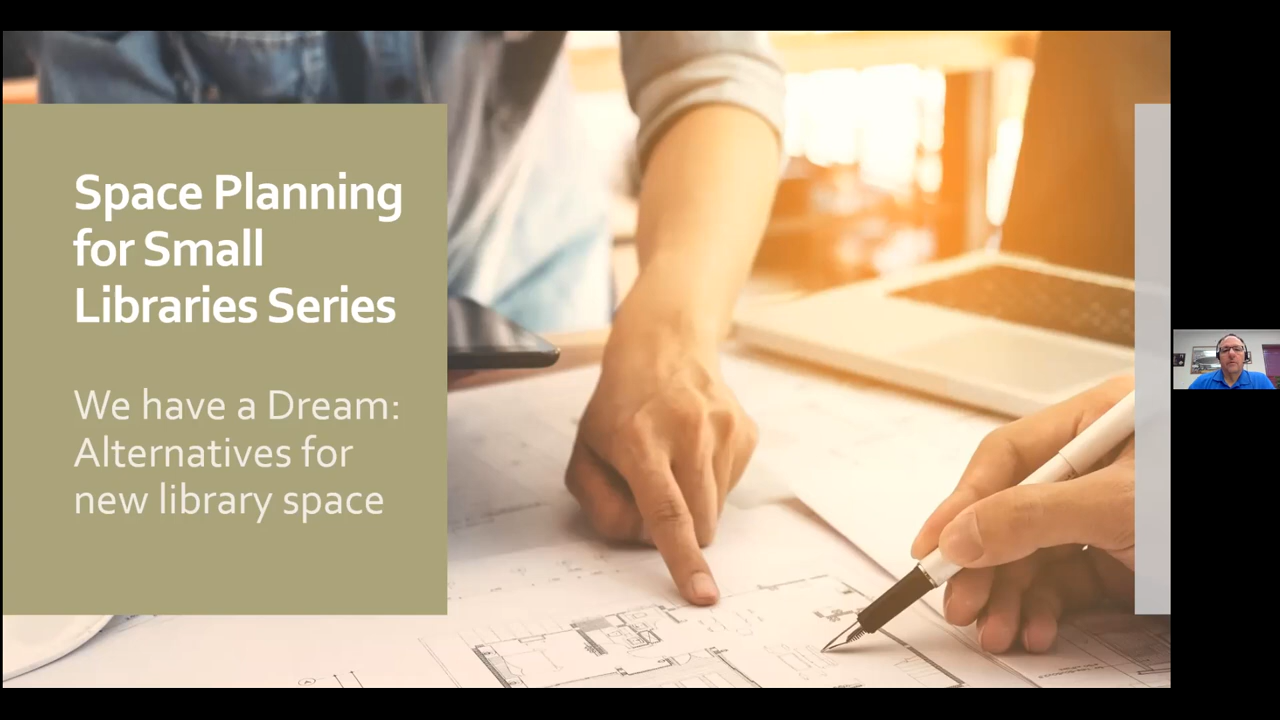 Space Planning
for Small
Libraries Series
We have a Dream:
Alternatives for
new library space